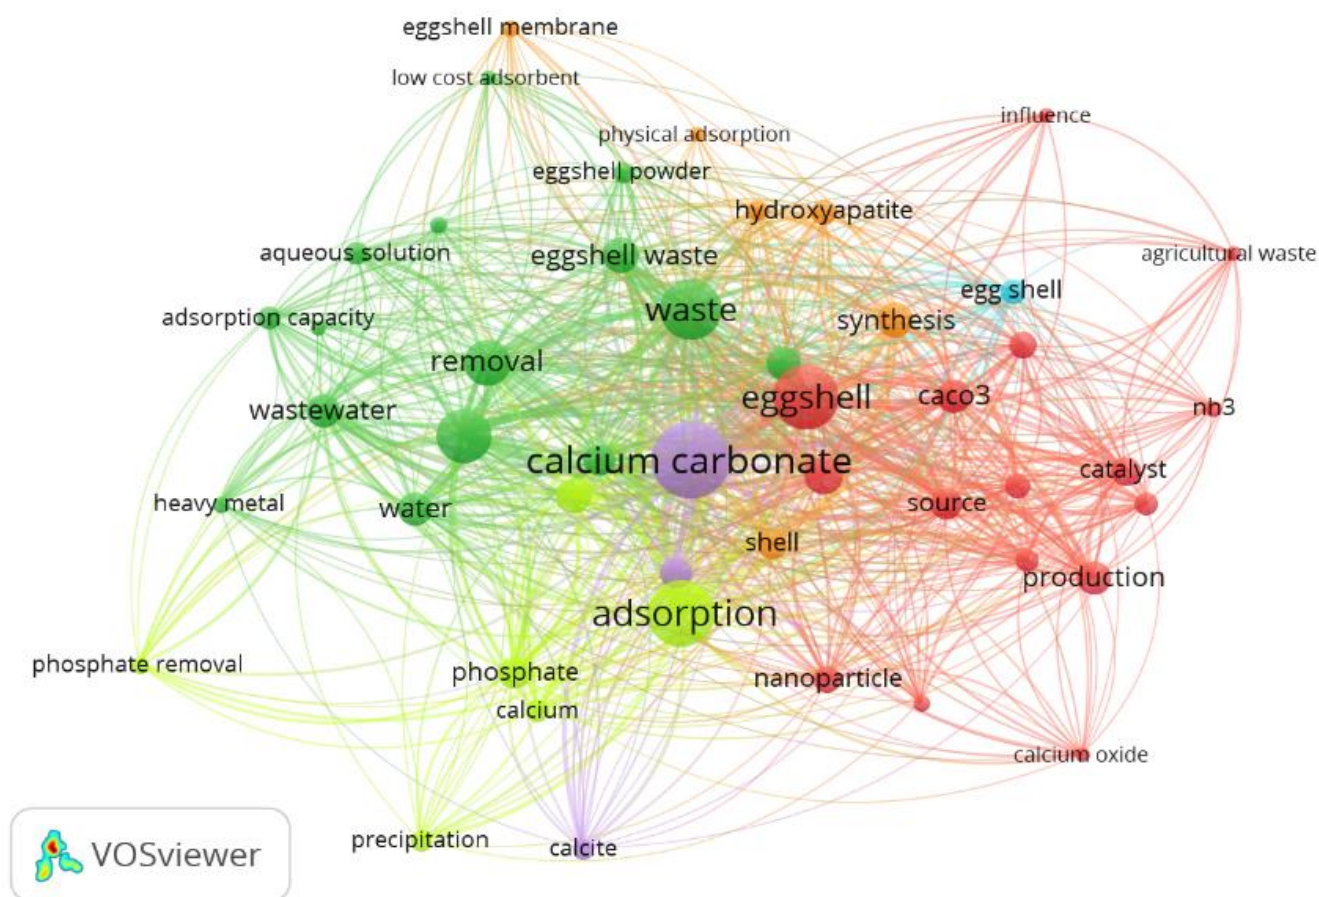 eggshell membrane
low cost adsorbent
influence
physical adsorption
eggshell powder
hydroxyapatite
aqueous solution
eggshell waste
agricultural waste
egg shell
waste
adsorption capacity
synthesis
removal
eggshell
caco3
wastewater
nh3
calcium carbonate
catalyst
heavy metal
water
source
shell
production
adsorption
phosphate removal
phosphate
nanoparticle
calcium
calcium oxide
precipitation
calcite
VOSviewer